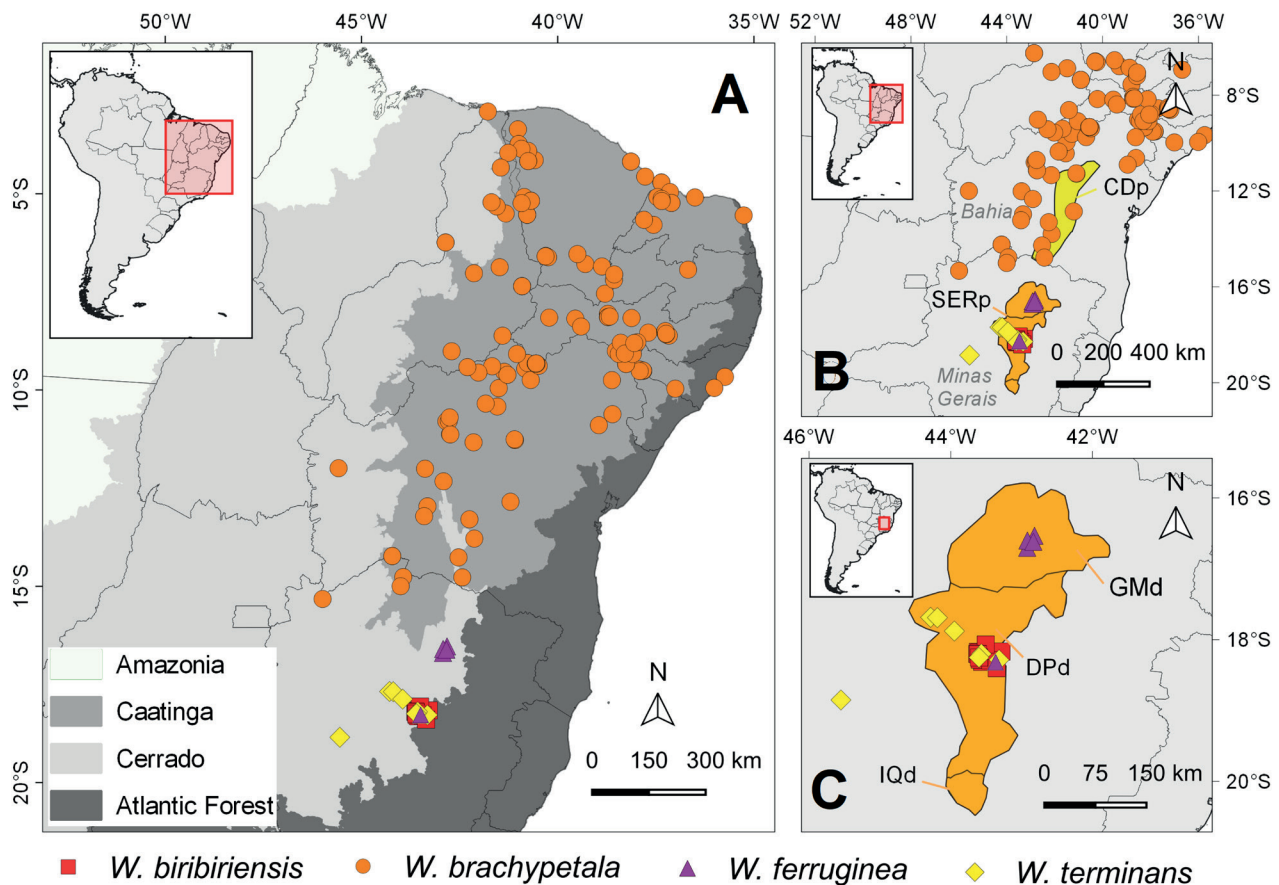 50°W 45°W 40°W 35°W
5°S
10°S
15°S
20°S
A
Amazonia
Caatinga
Cerrado
Atlantic Forest
N
0 150 300 km
52°W 48°W 44°W 40°W 36°W
N
8°S
12°S
16°S
20°S
CDp
Bahia
SERp
Minas
Gerais
B
0 200 400 km
46°W 44°W 42°W
N
16°S
18°S
20°S
GMd
DPd
IQd
C
0 75 150 km
W. biribiriensis W. brachypetala W. ferruginea W. terminans